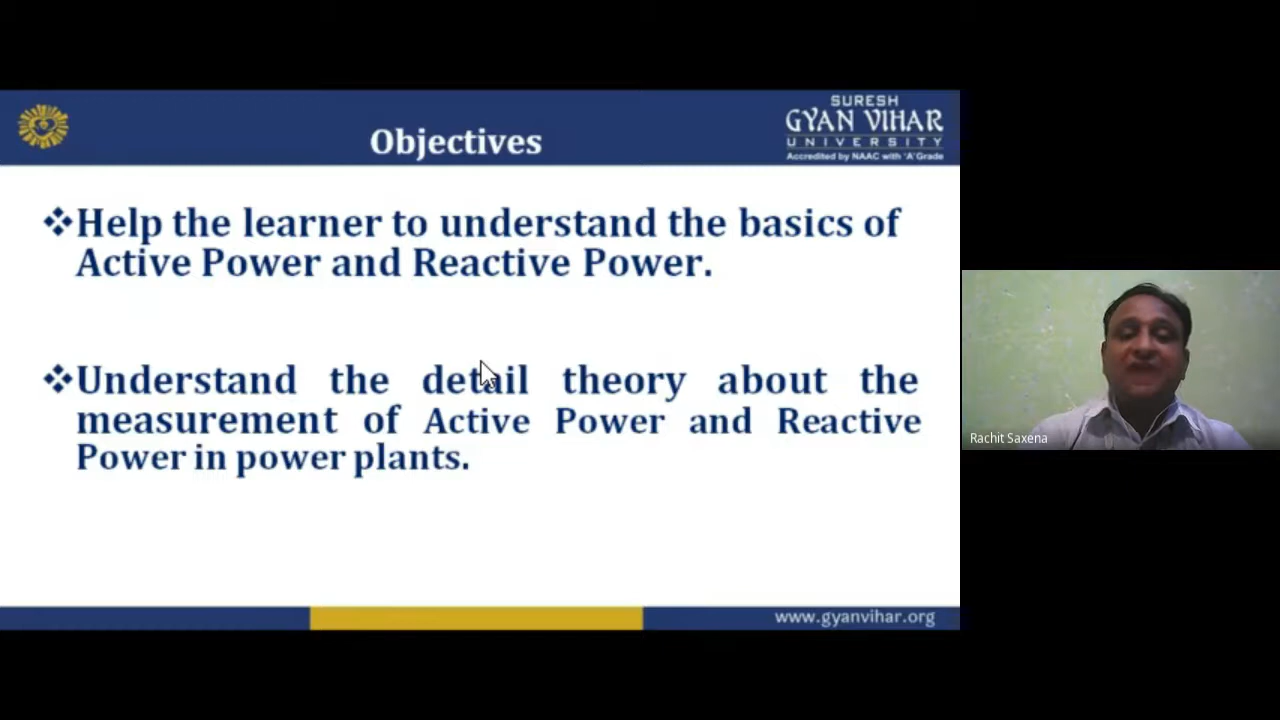 Objectives
SURESH
GYAN VIHAR
UNIVERSITY
Accredited by NAAC with 'A' Grade
❖Help the learner to understand the basics of
Active Power and Reactive Power.
❖Understand the detail theory about the
measurement of Active Power and Reactive
Power in power plants.
www.gyanvihar.org
Rachit Saxena